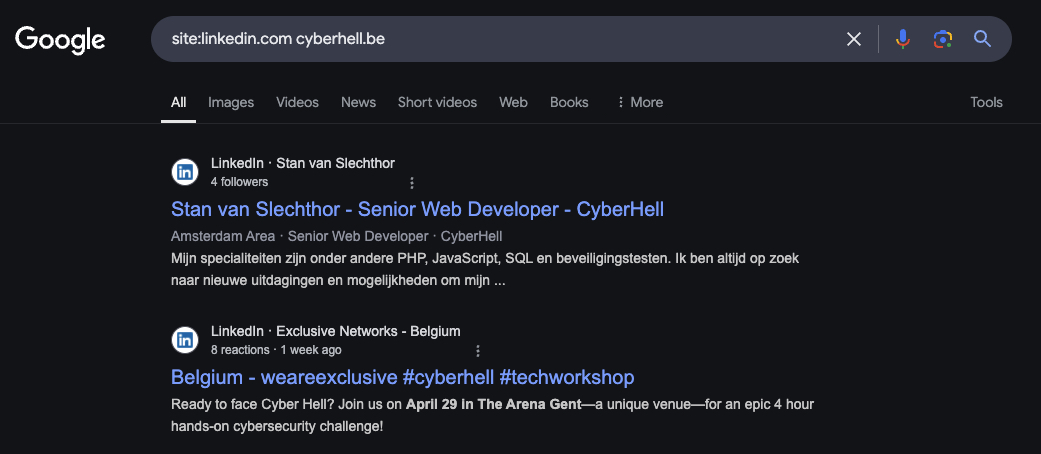 Google
site:linkedin.com cyberhell.be
All Images Videos News Short videos Web Books ⋮ More Tools
LinkedIn · Stan van Slechthor
4 followers
Stan van Slechthor - Senior Web Developer - CyberHell
Amsterdam Area · Senior Web Developer · CyberHell
Mijn specialiteiten zijn onder andere PHP, JavaScript, SQL en beveiligingstesten. Ik ben altijd op zoek
naar nieuwe uitdagingen en mogelijkheden om mijn ...
LinkedIn · Exclusive Networks - Belgium
8 reactions · 1 week ago
Belgium - weareexclusive #cyberhell #techworkshop
Ready to face Cyber Hell? Join us on April 29 in The Arena Gent—a unique venue—for an epic 4 hour
hands-on cybersecurity challenge!